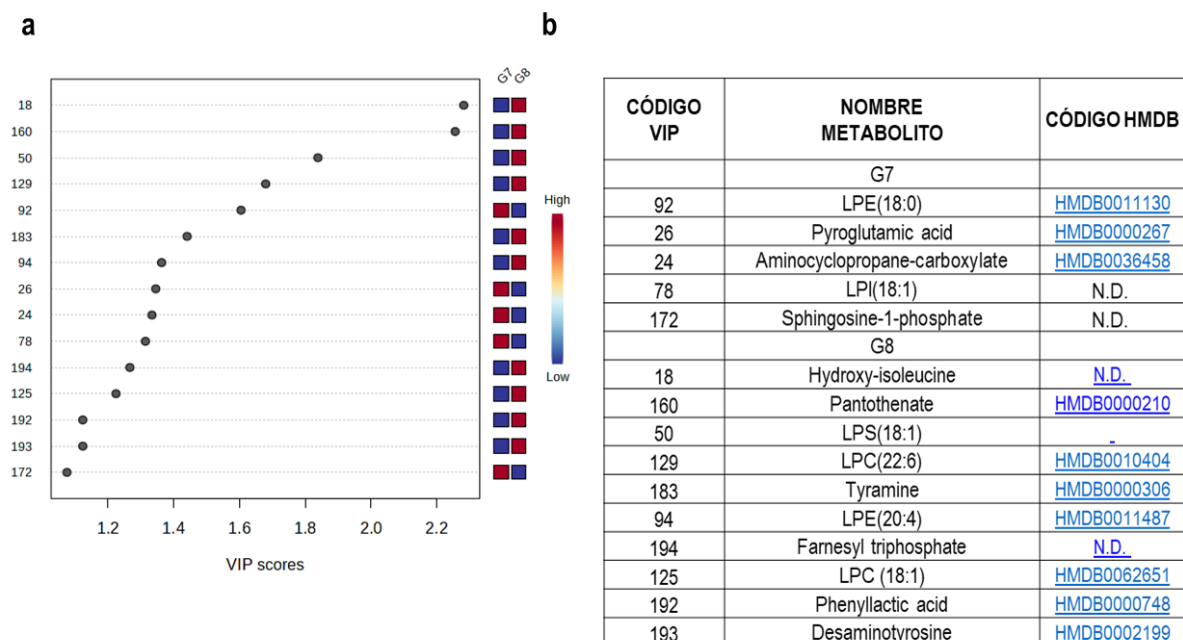 a
b
G7 G8
18
160
50
129
92
183
94
26
24
78
194
125
192
193
172
High
Low
1.2 1.4 1.6 1.8 2.0 2.2
VIP scores
CÓDIGO VIP NOMBRE METABOLITO CÓDIGO HMDB
G7
92 LPE(18:0) HMDB0011130
26 Pyroglutamic acid HMDB0000267
24 Aminocyclopropane-carboxylate HMDB0036458
78 LPI(18:1) N.D.
172 Sphingosine-1-phosphate N.D.
G8
18 Hydroxy-isoleucine N.D.
160 Pantothenate HMDB0000210
50 LPS(18:1) -
129 LPC(22:6) HMDB0010404
183 Tyramine HMDB0000306
94 LPE(20:4) HMDB0011487
194 Farnesyl triphosphate N.D.
125 LPC (18:1) HMDB0062651
192 Phenyllactic acid HMDB0000748
193 Desaminotyrosine HMDB0002199